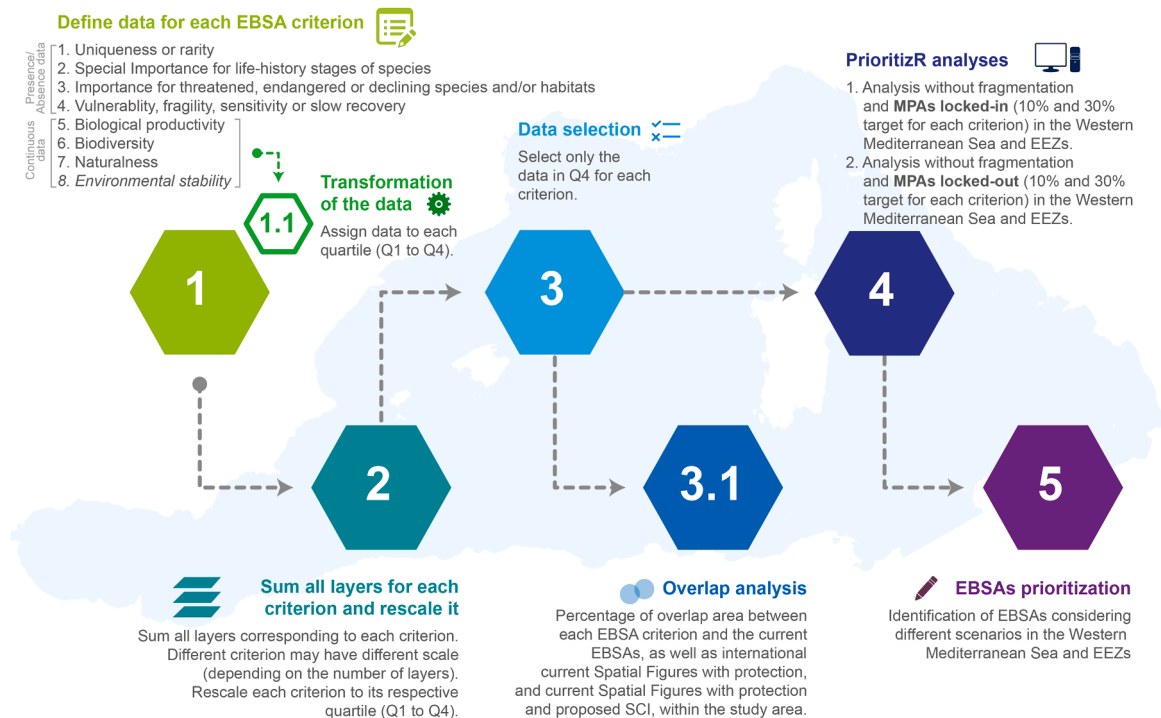 Define data for each EBSA criterion
Presence/
Absence data
1. Uniqueness or rarity
2. Special Importance for life-history stages of species
3. Importance for threatened, endangered or declining species and/or habitats
4. Vulnerablity, fragility, sensitivity or slow recovery
Continuous
data
5. Biological productivity
6. Biodiversity
7. Naturalness
8. Environmental stability
1.1
Transformation
of the data
Assign data to each
quartile (Q1 to Q4).
1
Data selection
Select only the
data in Q4 for each
criterion.
3
PrioritizR analyses
1. Analysis without fragmentation
and MPAs locked-in (10% and 30%
target for each criterion) in the Western
Mediterranean Sea and EEZs.
2. Analysis without fragmentation
and MPAs locked-out (10% and 30%
target for each criterion) in the Western
Mediterranean Sea and EEZs.
4
2
Sum all layers for each
criterion and rescale it
Sum all layers corresponding to each criterion.
Different criterion may have different scale
(depending on the number of layers).
Rescale each criterion to its respective
quartile (Q1 to Q4).
3.1
Overlap analysis
Percentage of overlap area between
each EBSA criterion and the current
EBSAs, as well as international
current Spatial Figures with protection,
and current Spatial Figures with protection
and proposed SCI, within the study area.
5
EBSAs prioritization
Identification of EBSAs considering
different scenarios in the Western
Mediterranean Sea and EEZs